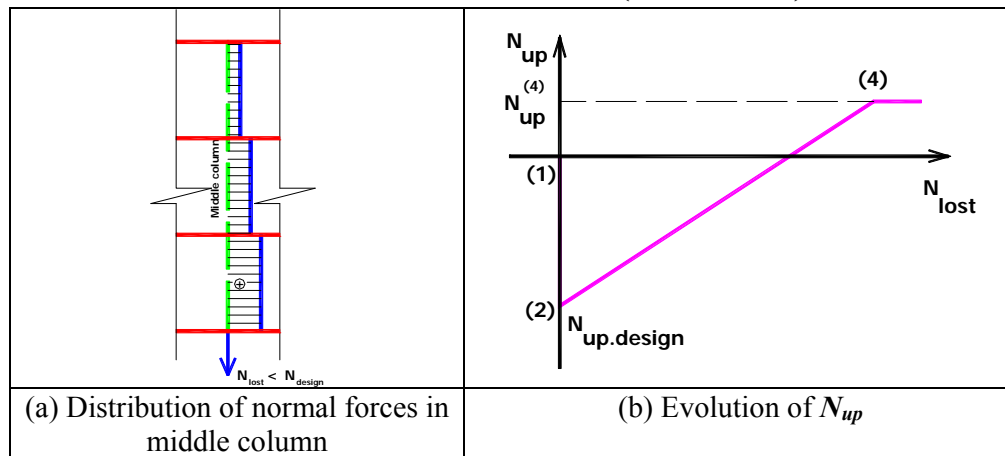 Middle column
⊕
N_lost < N_design
N_up
N_up^(4)
(4)
(1)
N_lost
(2)
N_up.design
(a) Distribution of normal forces in
middle column
(b) Evolution of N_up